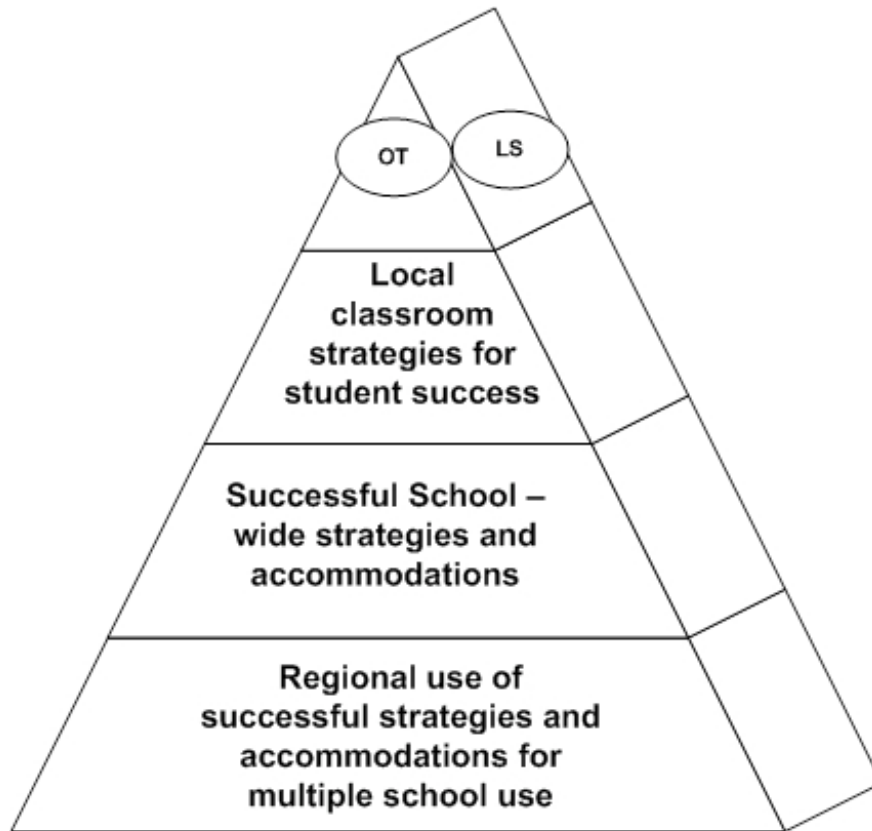 OT
LS
Local
classroom
strategies for
student success
Successful School –
wide strategies and
accommodations
Regional use of
successful strategies and
accommodations for
multiple school use